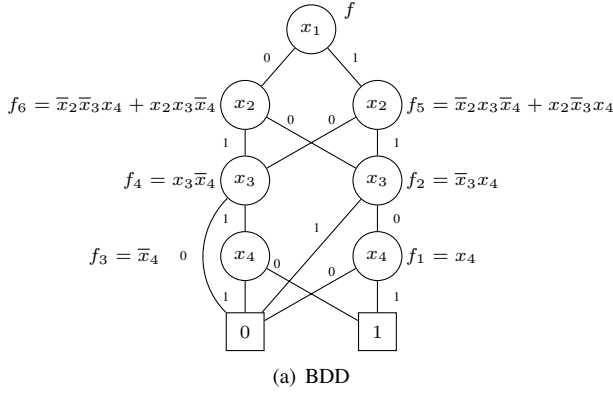 f
x₁
0 1
f₆ = x̅₂x̅₃x₄ + x₂x₃x̅₄ x₂ x₂ f₅ = x̅₂x₃x̅₄ + x₂x̅₃x₄
0 0
1 1
f₄ = x₃x̅₄ x₃ x₃ f₂ = x̅₃x₄
1 1 0
f₃ = x̅₄ 0 x₄ x₄ f₁ = x₄
0 0
1 1
0 1
(a) BDD